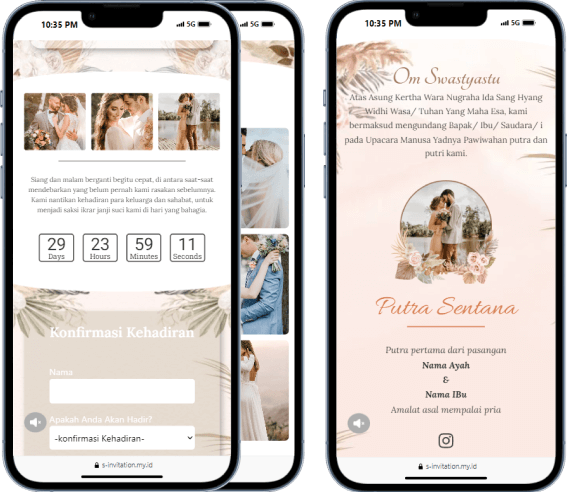 10:35 PM
5G
Siang dan malam berganti begitu cepat, di antara saat-saat
mendebarkan yang belum pernah kami rasakan sebelumnya.
Kami nantikan kehadiran para keluarga dan sahabat, untuk
menjadi saksi ikrar janji suci kami di hari yang bahagia.
29
Days
23
Hours
59
Minutes
11
Seconds
Konfirmasi Kehadiran
Nama
Apakah Anda Akan Hadir?
-konfirmasi Kehadiran-
s-invitation.my.id
5G
10:35 PM
5G
Om Swastyastu
Atas Asung Kertha Wara Nugraha Ida Sang Hyang
Widhi Wasa/ Tuhan Yang Maha Esa, kami
bermaksud mengundang Bapak/ Ibu/ Saudara/ i
pada Upacara Manusa Yadnya Pawiwahan putra dan
putri kami.
Putra Sentana
Putra pertama dari pasangan
Nama Ayah
&
Nama IBu
Amalat asal mempalai pria
s-invitation.my.id